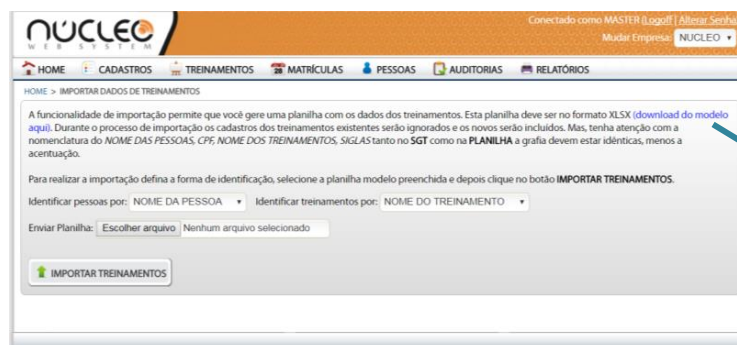 NÚCLEO
WEB SYSTEM
Conectado como MASTER (Logoff | Alterar Senha
Mudar Empresa: NUCLEO
HOME CADASTROS TREINAMENTOS MATRÍCULAS PESSOAS AUDITORIAS RELATÓRIOS
HOME > IMPORTAR DADOS DE TREINAMENTOS
A funcionalidade de importação permite que você gere uma planilha com os dados dos treinamentos. Esta planilha deve ser no formato XLSX (download do modelo
aqui). Durante o processo de importação os cadastros dos treinamentos existentes serão ignorados e os novos serão incluídos. Mas, tenha atenção com a
nomenclatura do NOME DAS PESSOAS, CPF, NOME DOS TREINAMENTOS, SIGLAS tanto no SGT como na PLANILHA a grafia devem estar idênticas, menos a
acentuação.
Para realizar a importação defina a forma de identificação, selecione a planilha modelo preenchida e depois clique no botão IMPORTAR TREINAMENTOS.
Identificar pessoas por: NOME DA PESSOA Identificar treinamentos por: NOME DO TREINAMENTO
Enviar Planilha: Escolher arquivo Nenhum arquivo selecionado
IMPORTAR TREINAMENTOS